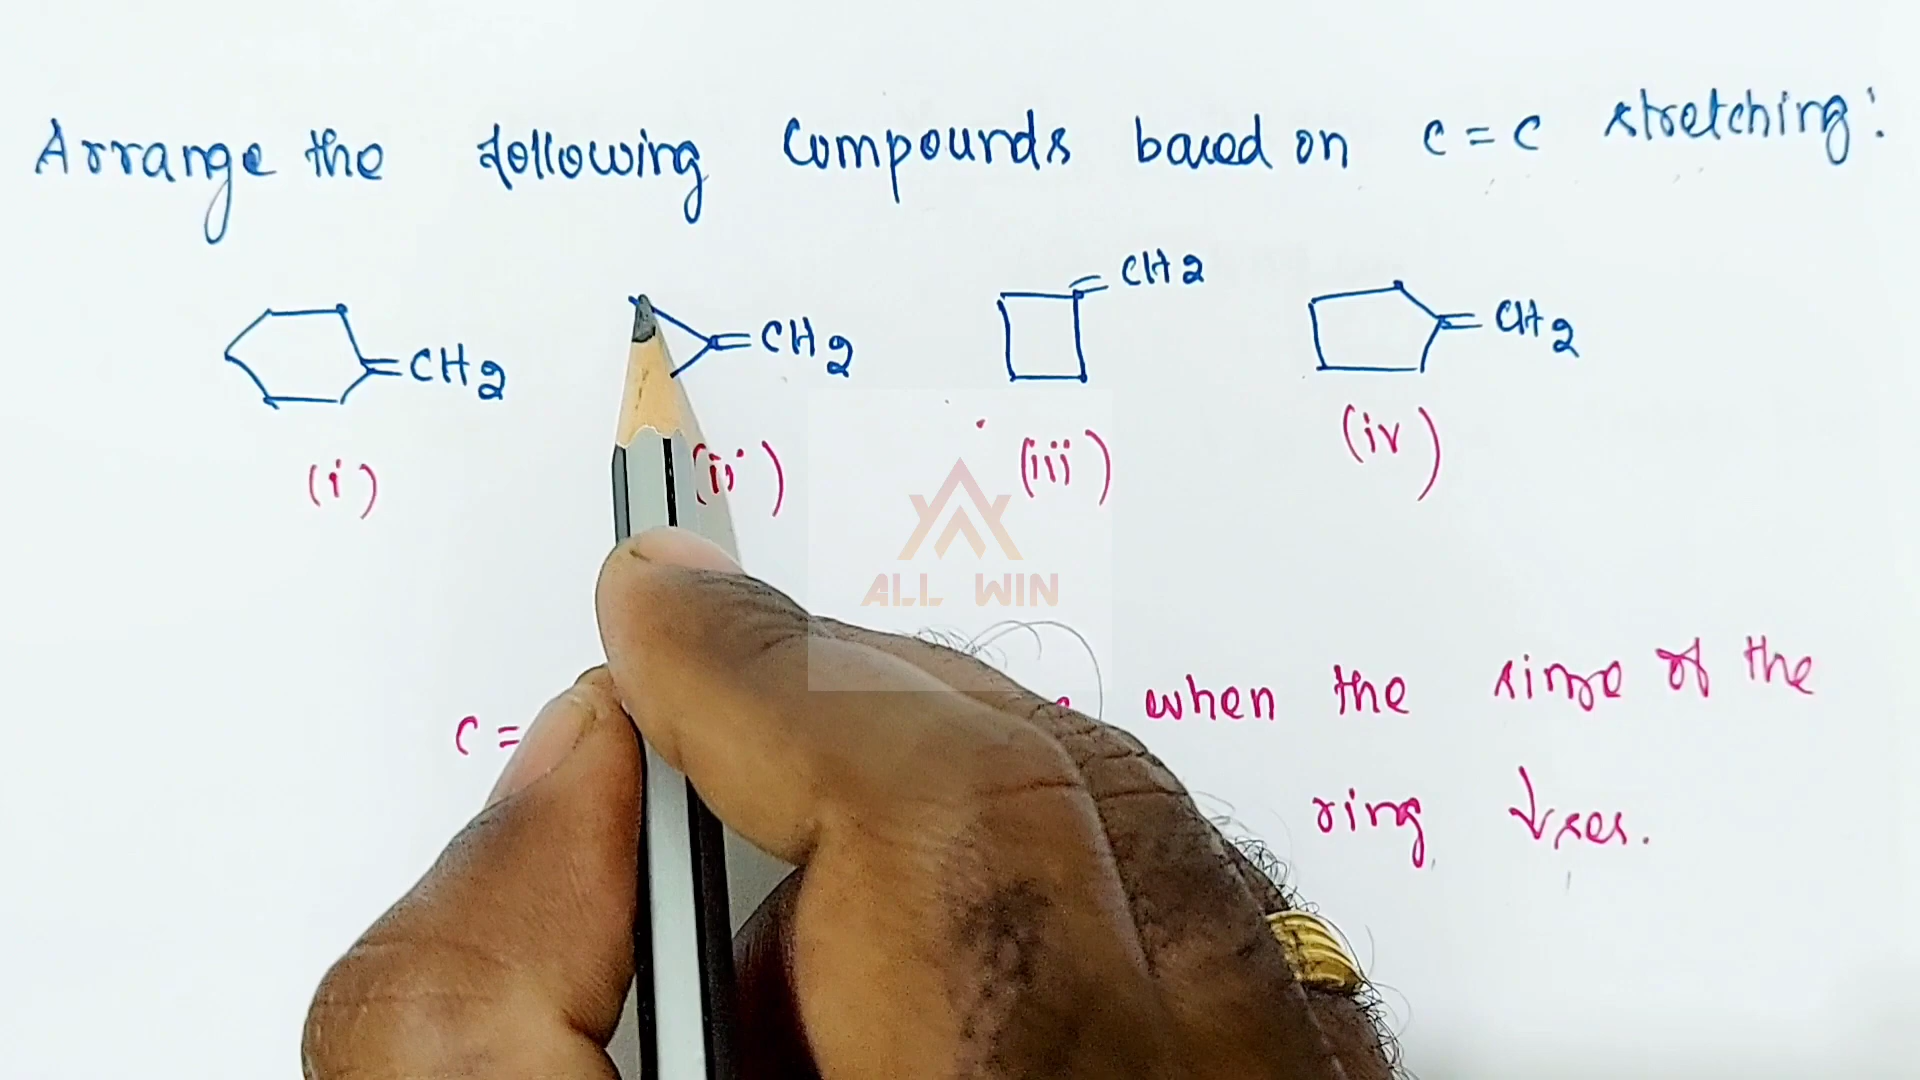 Arrange the following compounds based on c = c stretching:
CH2 CH2 CH2 CH2
(i) (ii) (iii) (iv)
ALL WIN
c = when the size of the
ring ↓ses.